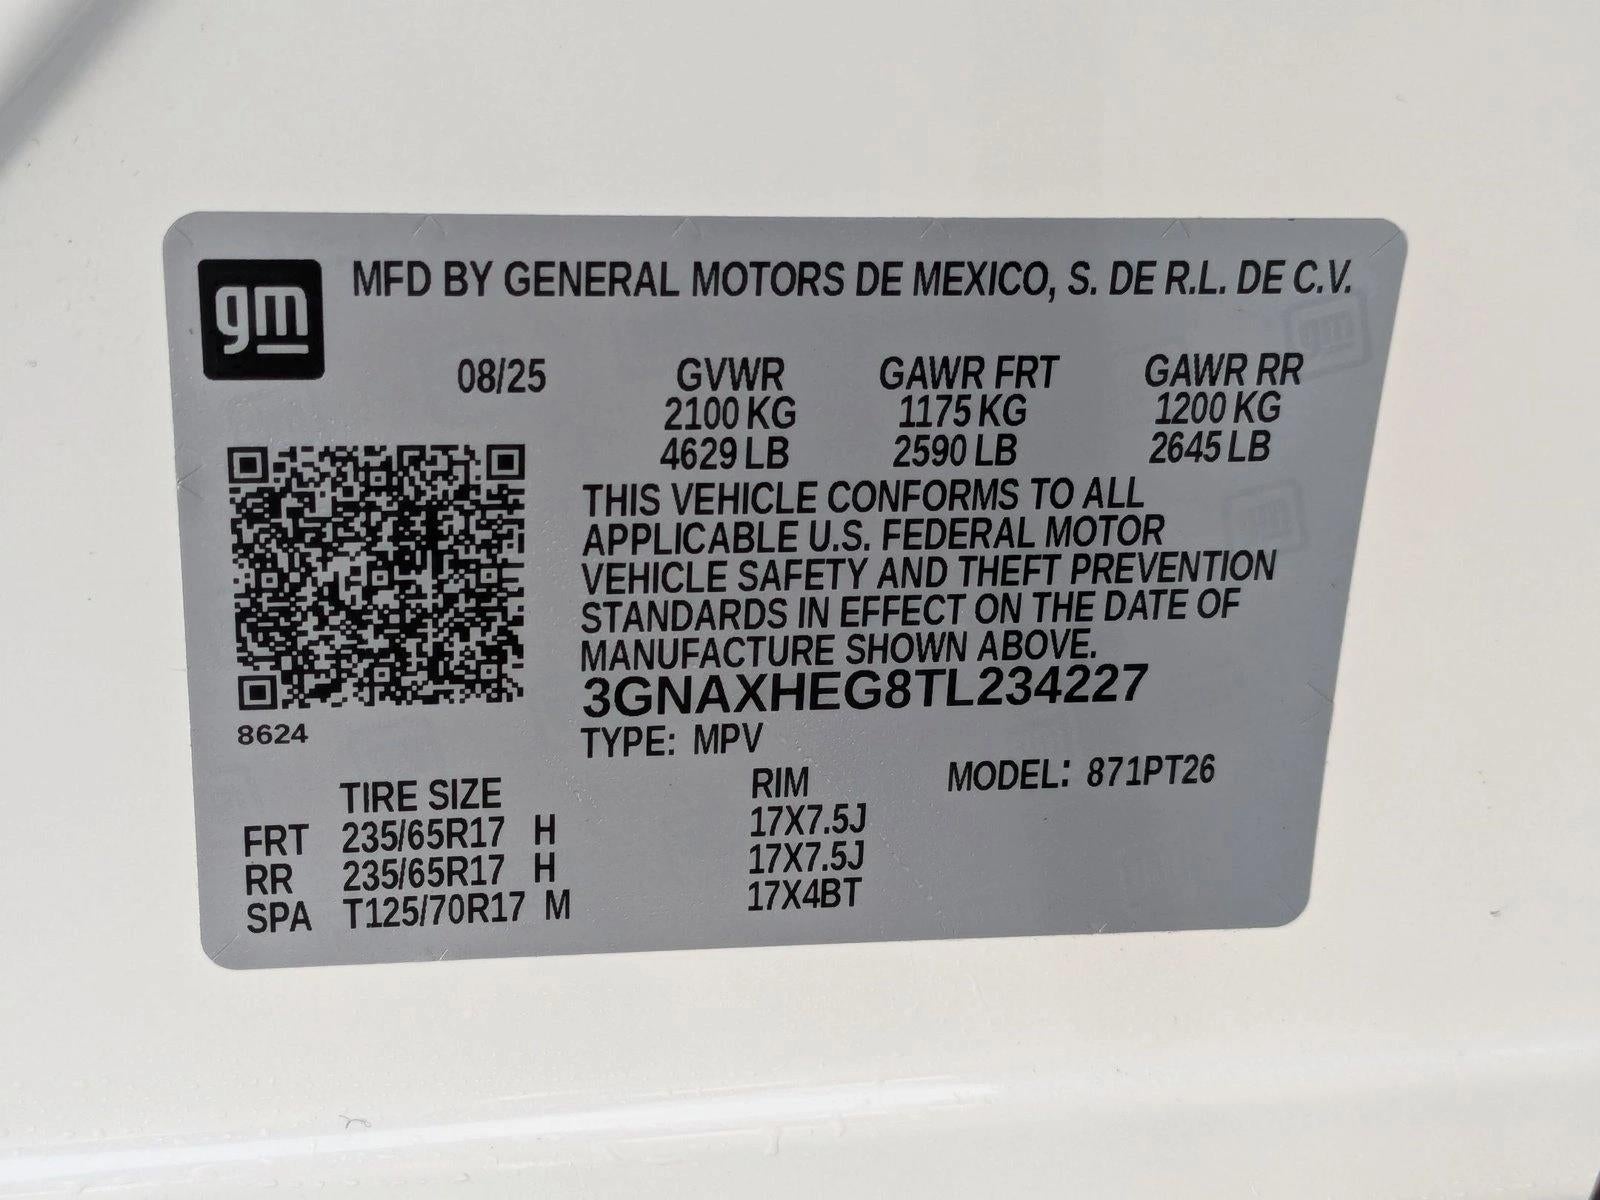 gm
MFD BY GENERAL MOTORS DE MEXICO, S. DE R.L. DE C.V.
08/25 GVWR GAWR FRT GAWR RR
2100 KG 1175 KG 1200 KG
4629 LB 2590 LB 2645 LB
THIS VEHICLE CONFORMS TO ALL
APPLICABLE U.S. FEDERAL MOTOR
VEHICLE SAFETY AND THEFT PREVENTION
STANDARDS IN EFFECT ON THE DATE OF
MANUFACTURE SHOWN ABOVE.
3GNAXHEG8TL234227
8624
TYPE: MPV
TIRE SIZE RIM MODEL: 871PT26
FRT 235/65R17 H 17X7.5J
RR 235/65R17 H 17X7.5J
SPA T125/70R17 M 17X4BT